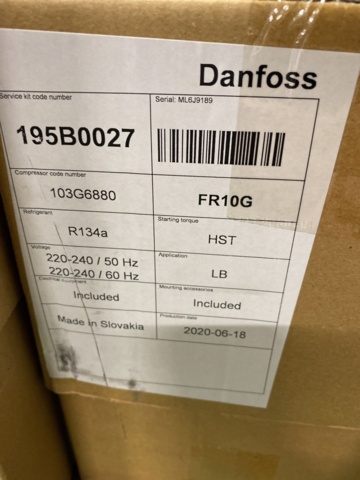 Danfoss
Service kit code number
195B0027
Serial: ML6J9189
Compressor code number
103G6880
FR10G
Refrigerant
R134a
Starting torque
HST
Voltage
220-240 / 50 Hz
220-240 / 60 Hz
Application
LB
Electrical equipment
Included
Mounting accessories
Included
Made in Slovakia
Production date
2020-06-18